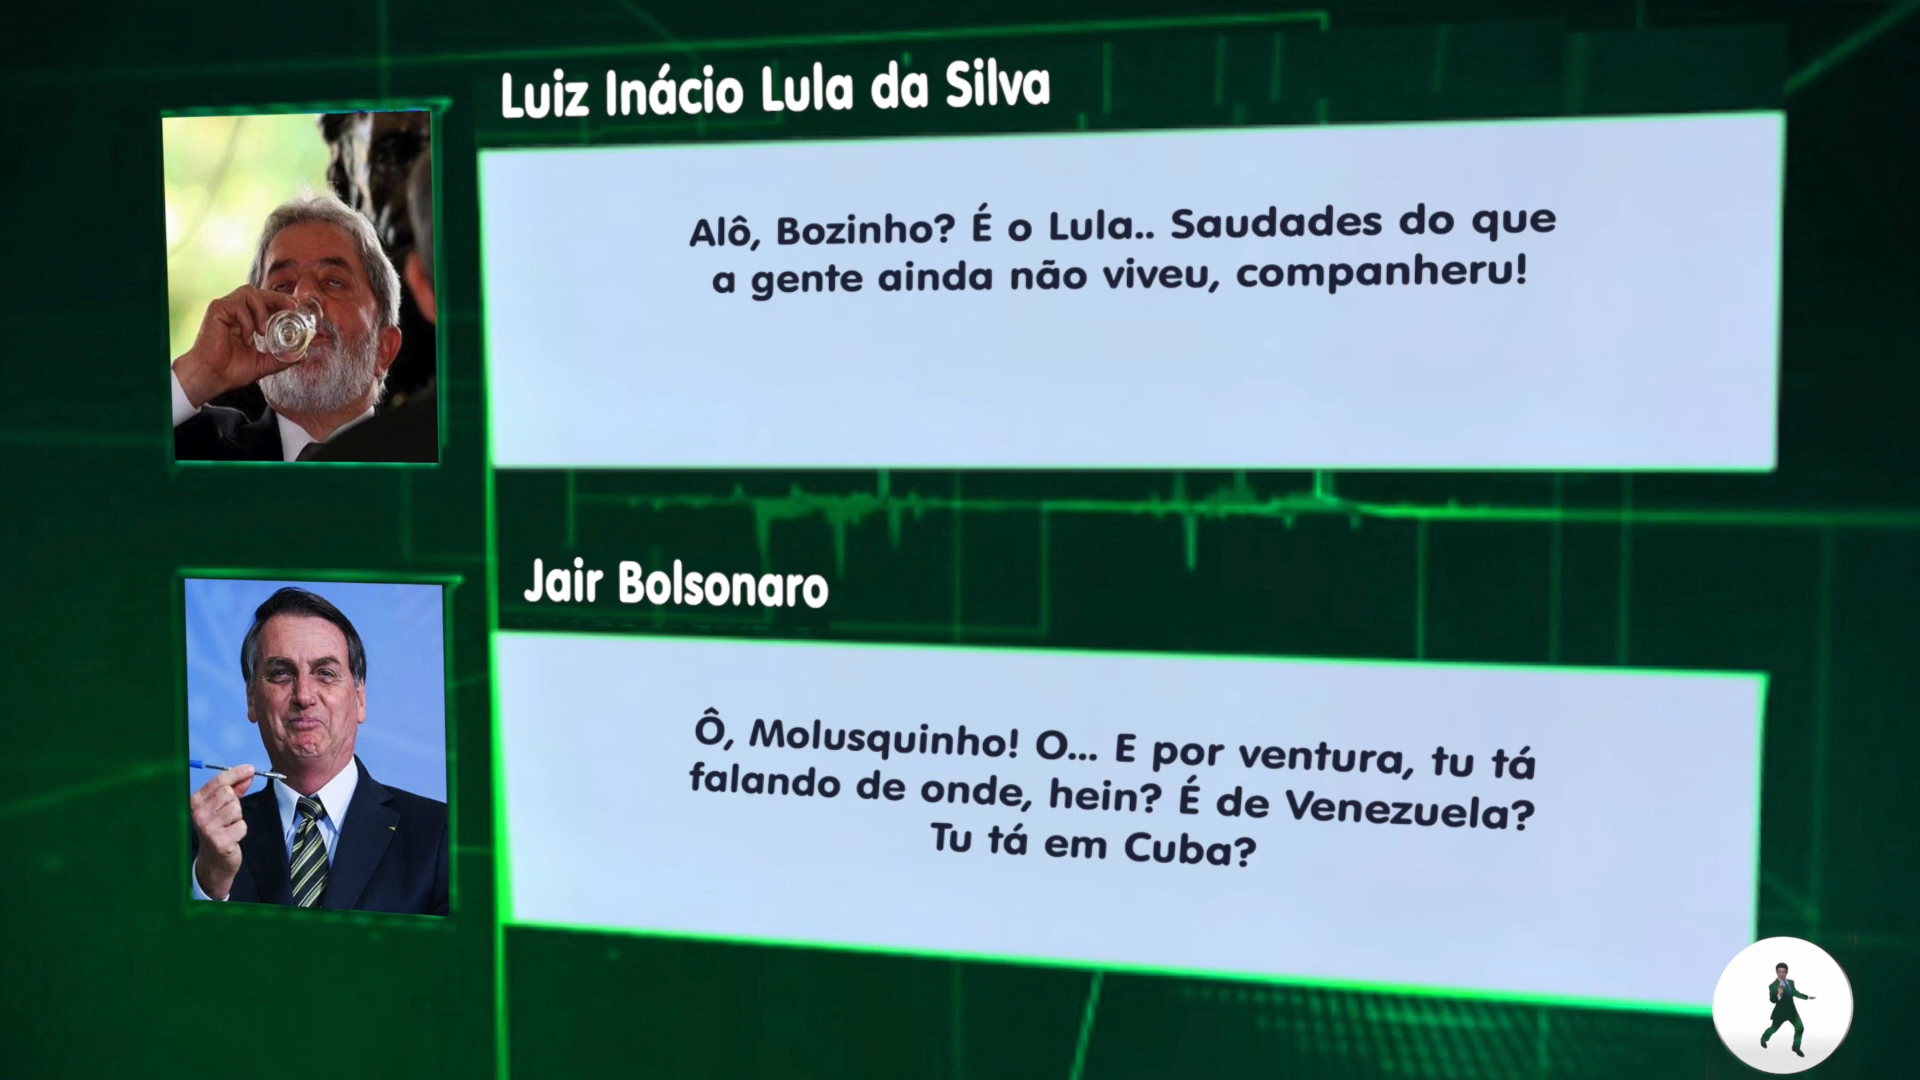 Luiz Inácio Lula da Silva
Alô, Bozinho? É o Lula.. Saudades do que
a gente ainda não viveu, companheru!
Jair Bolsonaro
Ô, Molusquinho! O... E por ventura, tu tá
falando de onde, hein? É de Venezuela?
Tu tá em Cuba?